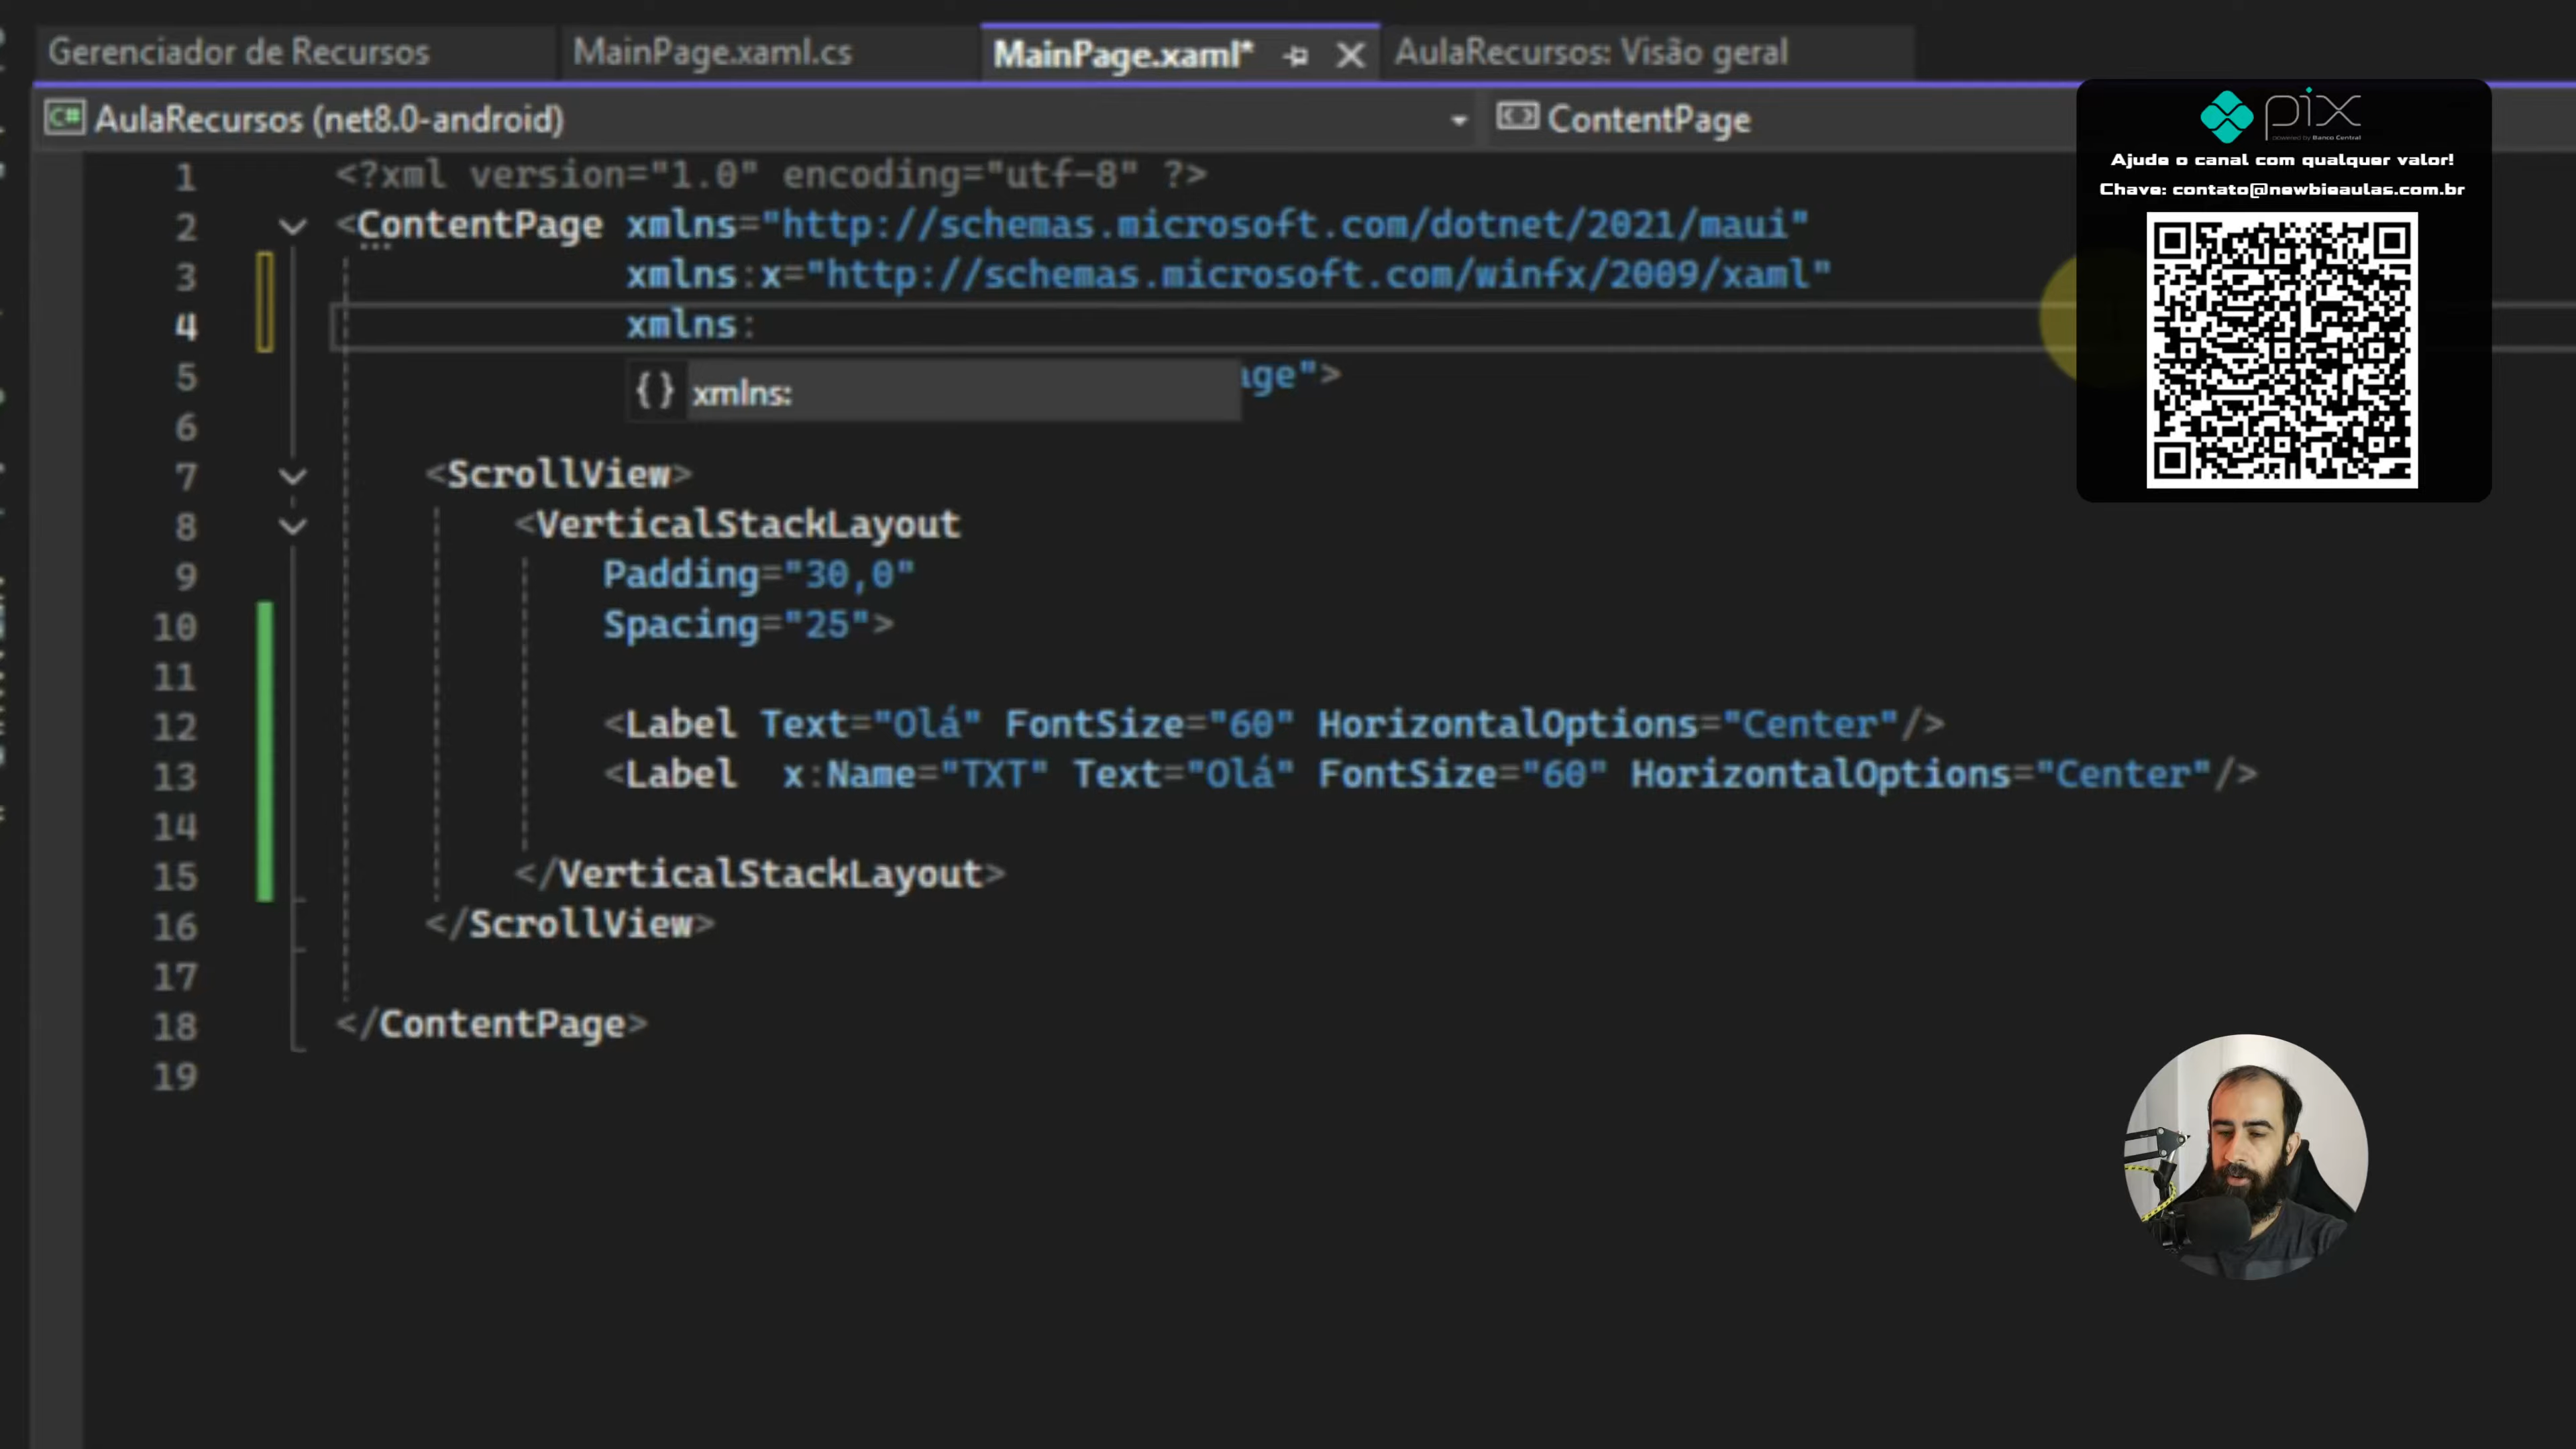 Gerenciador de Recursos
MainPage.xaml.cs
MainPage.xaml*
AulaRecursos: Visão geral
C# AulaRecursos (net8.0-android)
ContentPage
pix
powered by Banco Central
Ajude o canal com qualquer valor!
Chave: contato@newbieaulas.com.br
1 <?xml version="1.0" encoding="utf-8" ?>
2 <ContentPage xmlns="http://schemas.microsoft.com/dotnet/2021/maui"
3 xmlns:x="http://schemas.microsoft.com/winfx/2009/xaml"
4 xmlns:
5 age">
{} xmlns:
6
7 <ScrollView>
8 <VerticalStackLayout
9 Padding="30,0"
10 Spacing="25">
11
12 <Label Text="Olá" FontSize="60" HorizontalOptions="Center"/>
13 <Label x:Name="TXT" Text="Olá" FontSize="60" HorizontalOptions="Center"/>
14
15 </VerticalStackLayout>
16 </ScrollView>
17
18 </ContentPage>
19